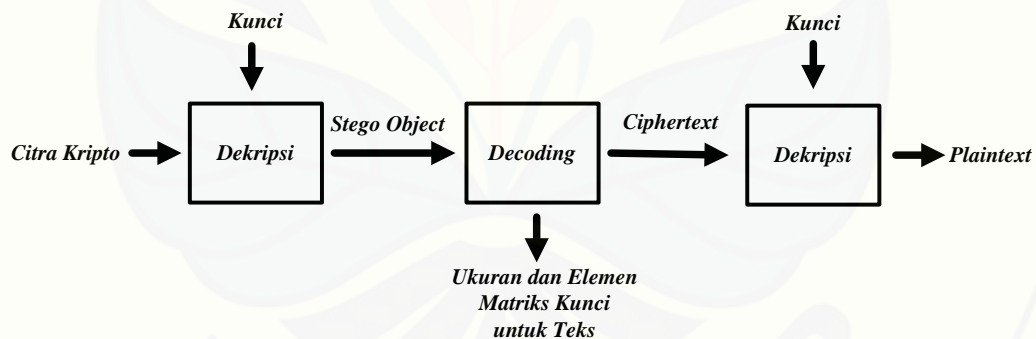 Kunci
Kunci
Citra Kripto
Dekripsi
Stego Object
Decoding
Ciphertext
Dekripsi
Plaintext
Ukuran dan Elemen
Matriks Kunci
untuk Teks